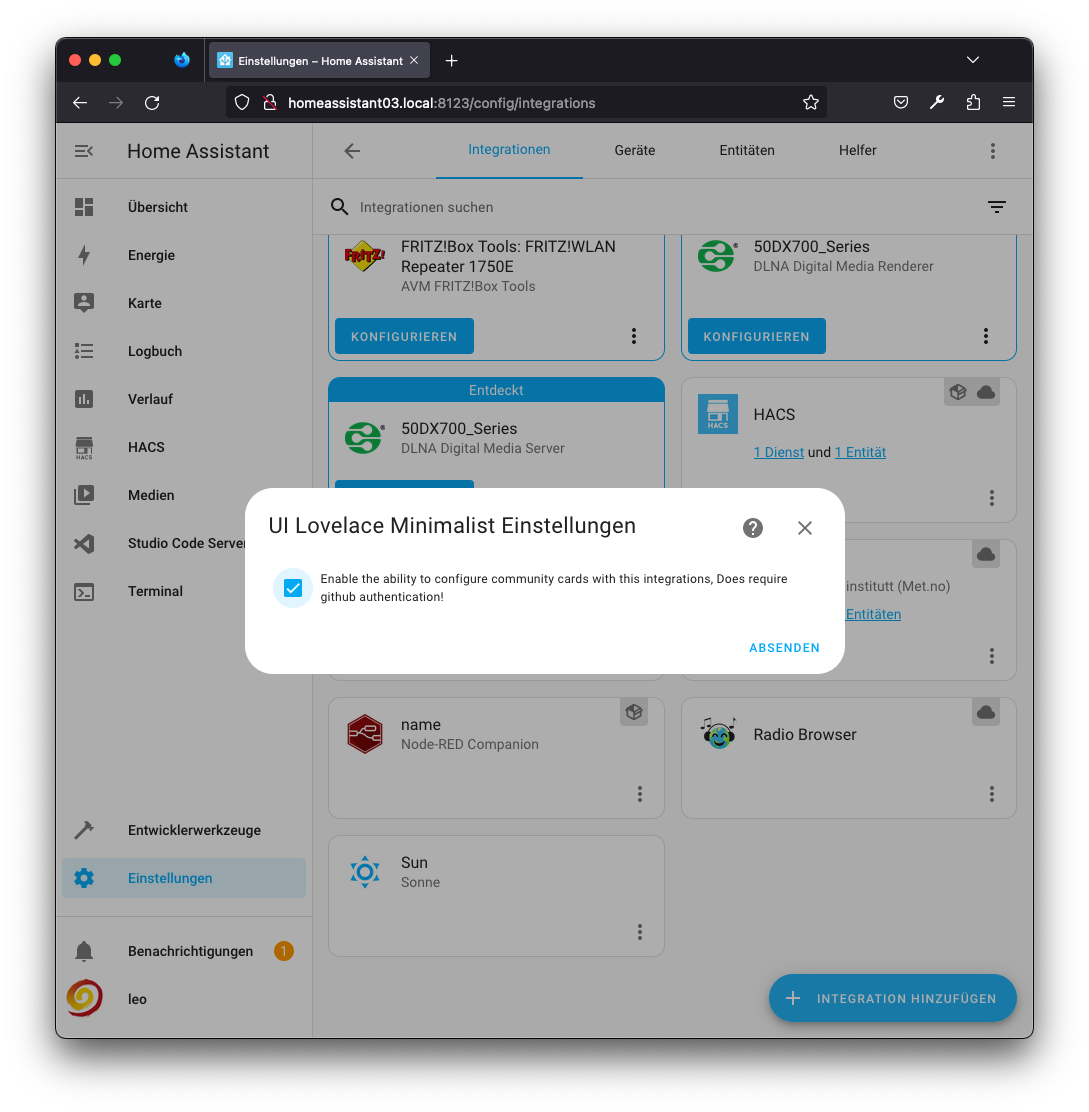 Einstellungen – Home Assistant
homeassistant03.local:8123/config/integrations
Home Assistant
Integrationen
Geräte
Entitäten
Helfer
Übersicht
Energie
Karte
Logbuch
Verlauf
HACS
Medien
Studio Code Server
Terminal
Entwicklerwerkzeuge
Einstellungen
Benachrichtigungen
1
leo
Integrationen suchen
FRITZ!
FRITZ!Box Tools: FRITZ!WLAN
Repeater 1750E
AVM FRITZ!Box Tools
KONFIGURIEREN
50DX700_Series
DLNA Digital Media Renderer
KONFIGURIEREN
Entdeckt
50DX700_Series
DLNA Digital Media Server
HACS
HACS
1 Dienst und 1 Entität
UI Lovelace Minimalist Einstellungen
Enable the ability to configure community cards with this integrations, Does require
github authentication!
ABSENDEN
institutt (Met.no)
Entitäten
name
Node-RED Companion
Radio Browser
Sun
Sonne
INTEGRATION HINZUFÜGEN